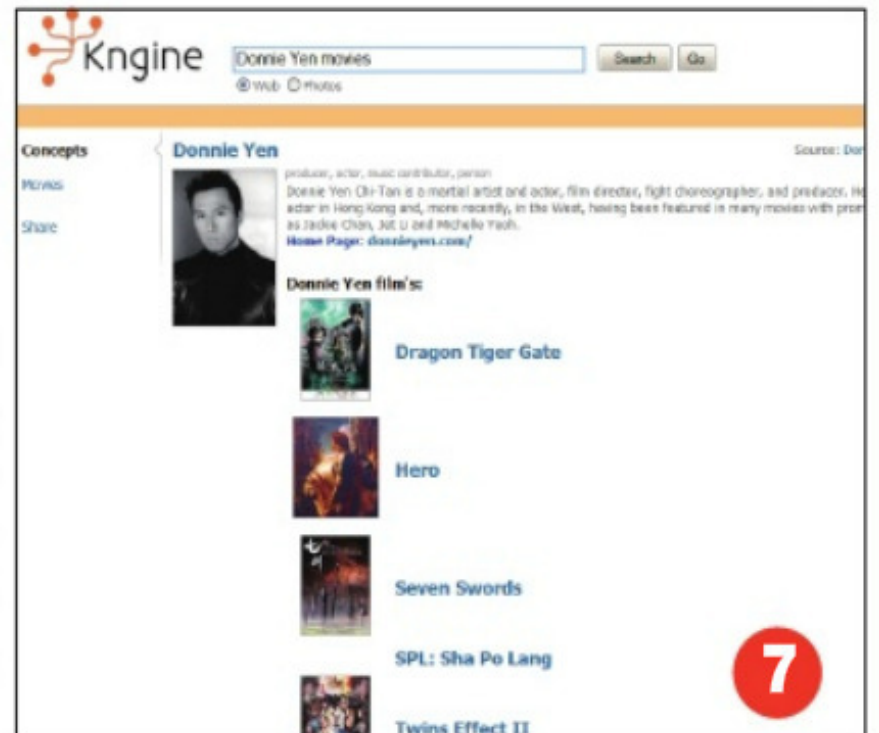 Kngine
Donnie Yen movies
Search Go
Web Photos
Concepts
Movies
Share
Donnie Yen
Source: Don
producer, actor, music contributor, person
Donnie Yen Chi-Tan is a martial artist and actor, film director, fight choreographer, and producer. He
actor in Hong Kong and, more recently, in the West, having been featured in many movies with prom
as Jackie Chan, Jet Li and Michelle Yeoh.
Home Page: donnieyen.com/
Donnie Yen film's:
Dragon Tiger Gate
Hero
Seven Swords
SPL: Sha Po Lang
Twins Effect II
7